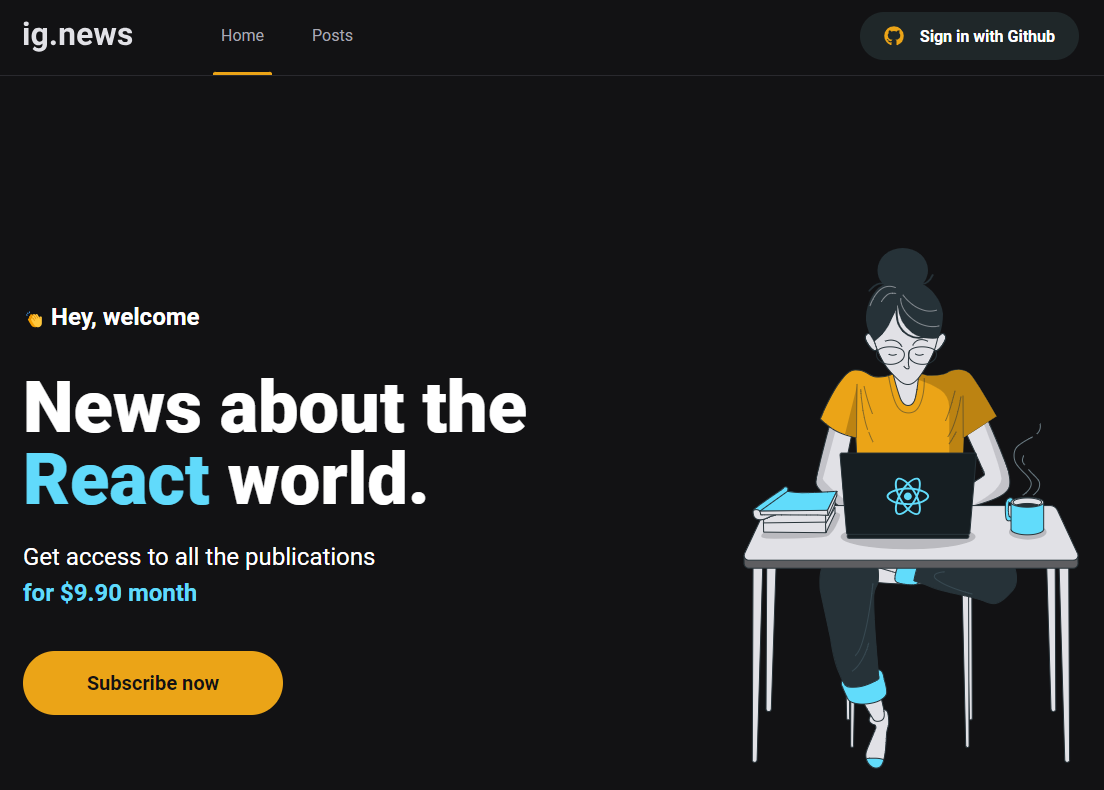 ig.news
Home
Posts
Sign in with Github
👏 Hey, welcome
News about the
React world.
Get access to all the publications
for $9.90 month
Subscribe now